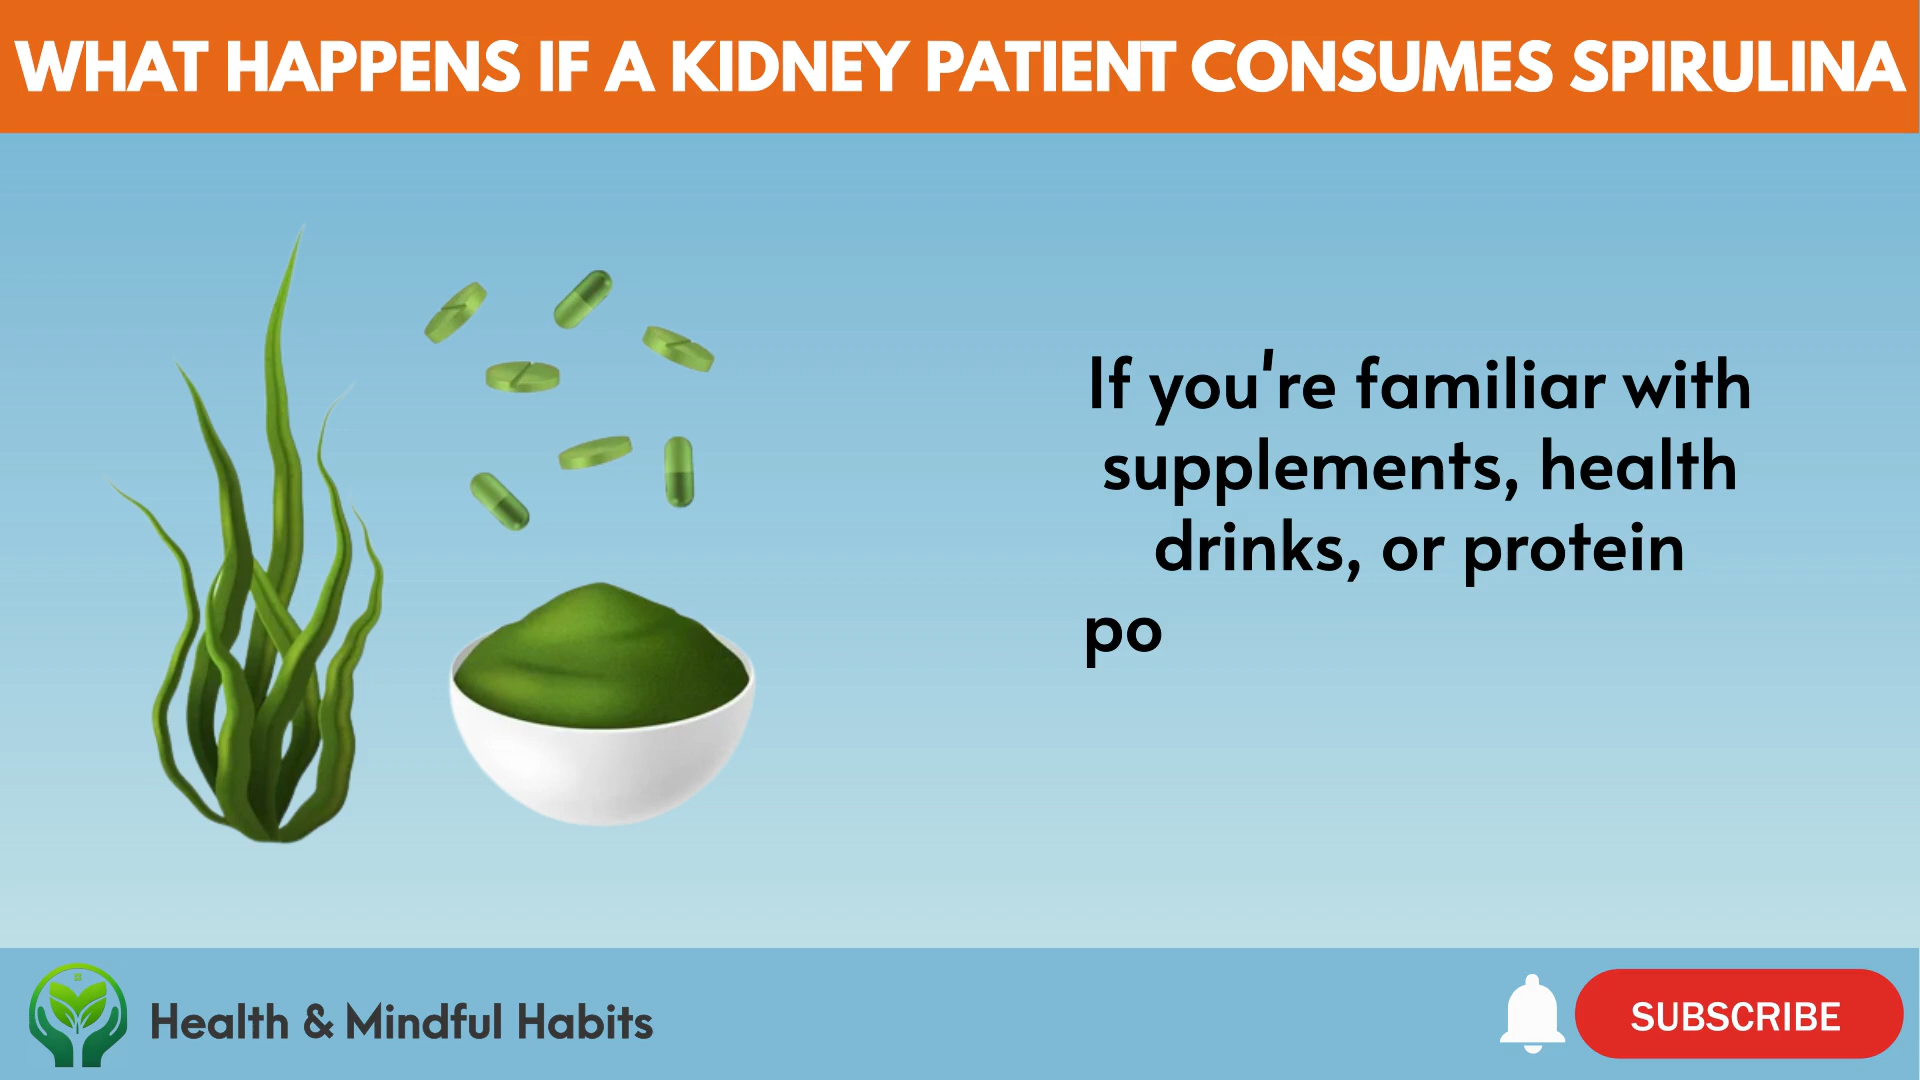 WHAT HAPPENS IF A KIDNEY PATIENT CONSUMES SPIRULINA
If you're familiar with
supplements, health
drinks, or protein
po
Health & Mindful Habits
SUBSCRIBE